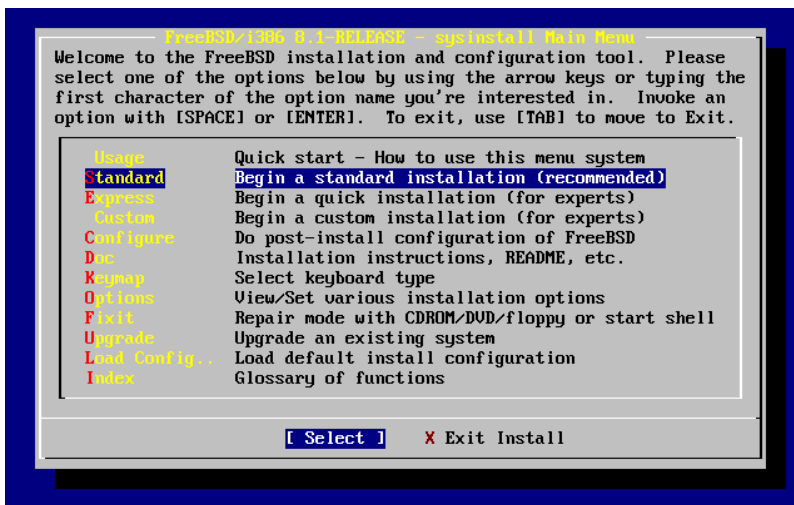 FreeBSD/i386 8.1-RELEASE - sysinstall Main Menu
Welcome to the FreeBSD installation and configuration tool.  Please
select one of the options below by using the arrow keys or typing the
first character of the option name you're interested in.  Invoke an
option with [SPACE] or [ENTER].  To exit, use [TAB] to move to Exit.
Usage Quick start - How to use this menu system
Standard Begin a standard installation (recommended)
Express Begin a quick installation (for experts)
Custom Begin a custom installation (for experts)
Configure Do post-install configuration of FreeBSD
Doc Installation instructions, README, etc.
Keymap Select keyboard type
Options View/Set various installation options
Fixit Repair mode with CDROM/DVD/floppy or start shell
Upgrade Upgrade an existing system
Load Config.. Load default install configuration
Index Glossary of functions
[ Select ] X Exit Install